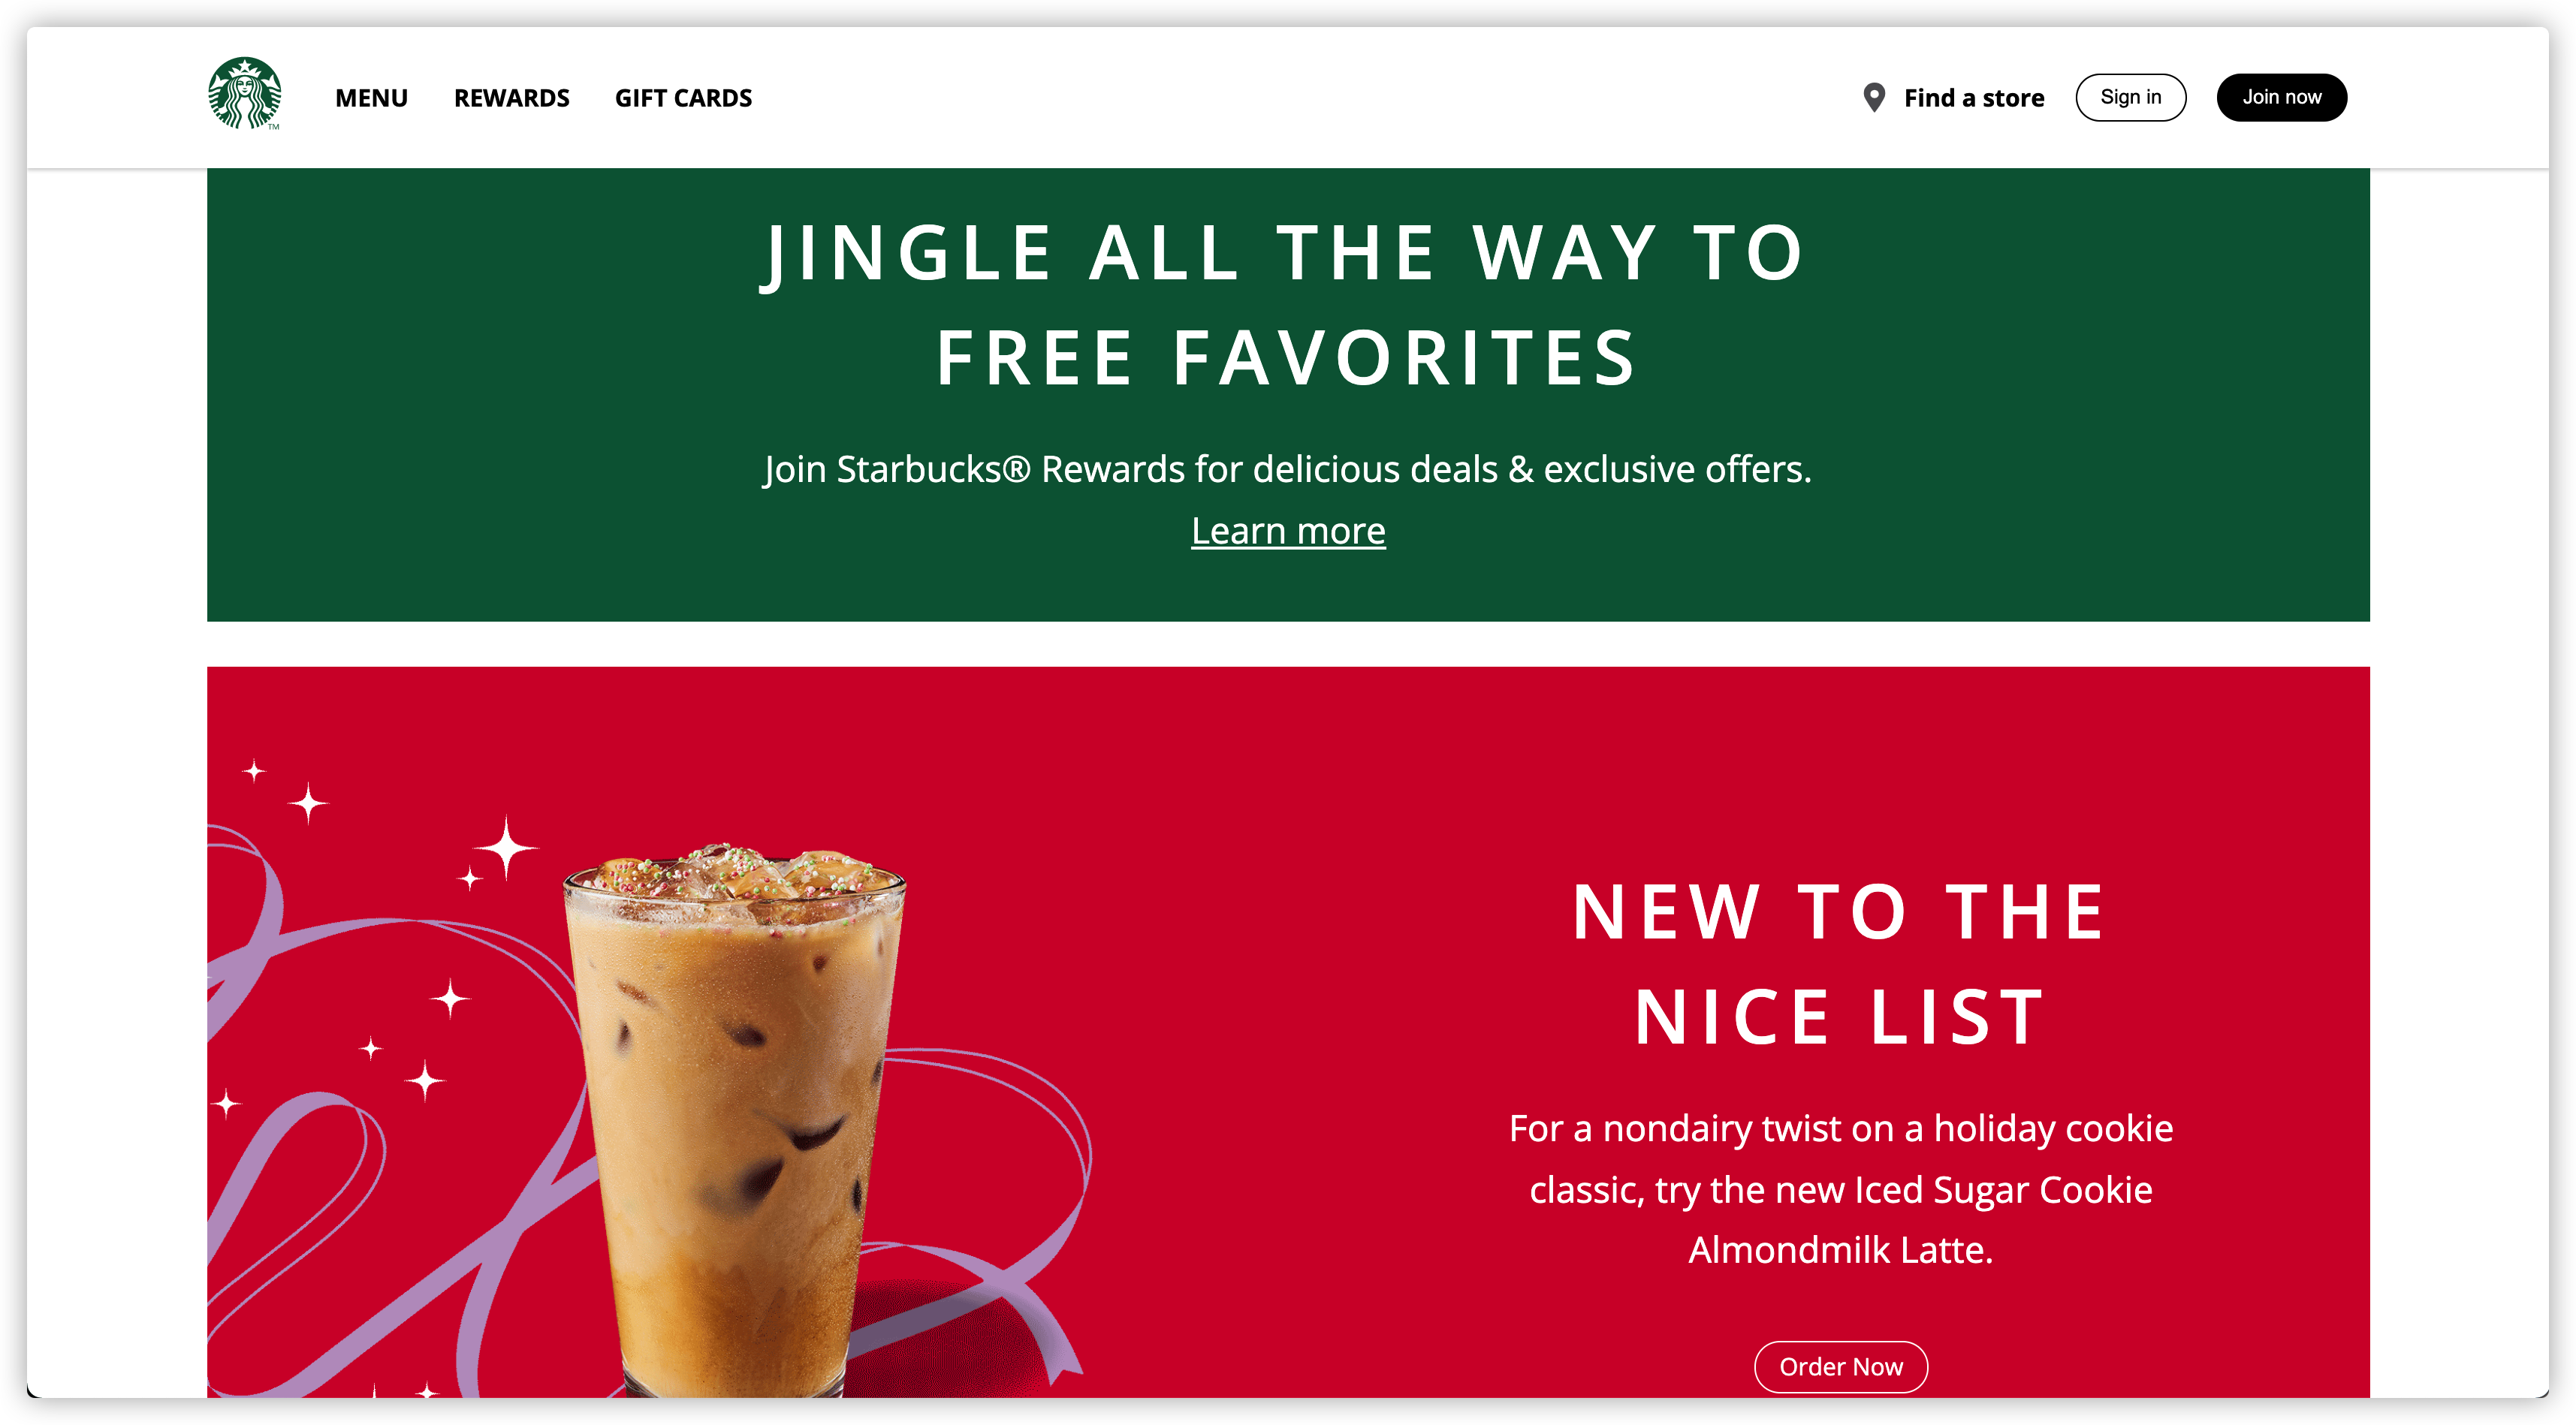 MENU REWARDS GIFT CARDS Find a store Sign in Join now
TM
JINGLE ALL THE WAY TO
FREE FAVORITES
Join Starbucks® Rewards for delicious deals & exclusive offers.
Learn more
NEW TO THE
NICE LIST
For a nondairy twist on a holiday cookie
classic, try the new Iced Sugar Cookie
Almondmilk Latte.
Order Now